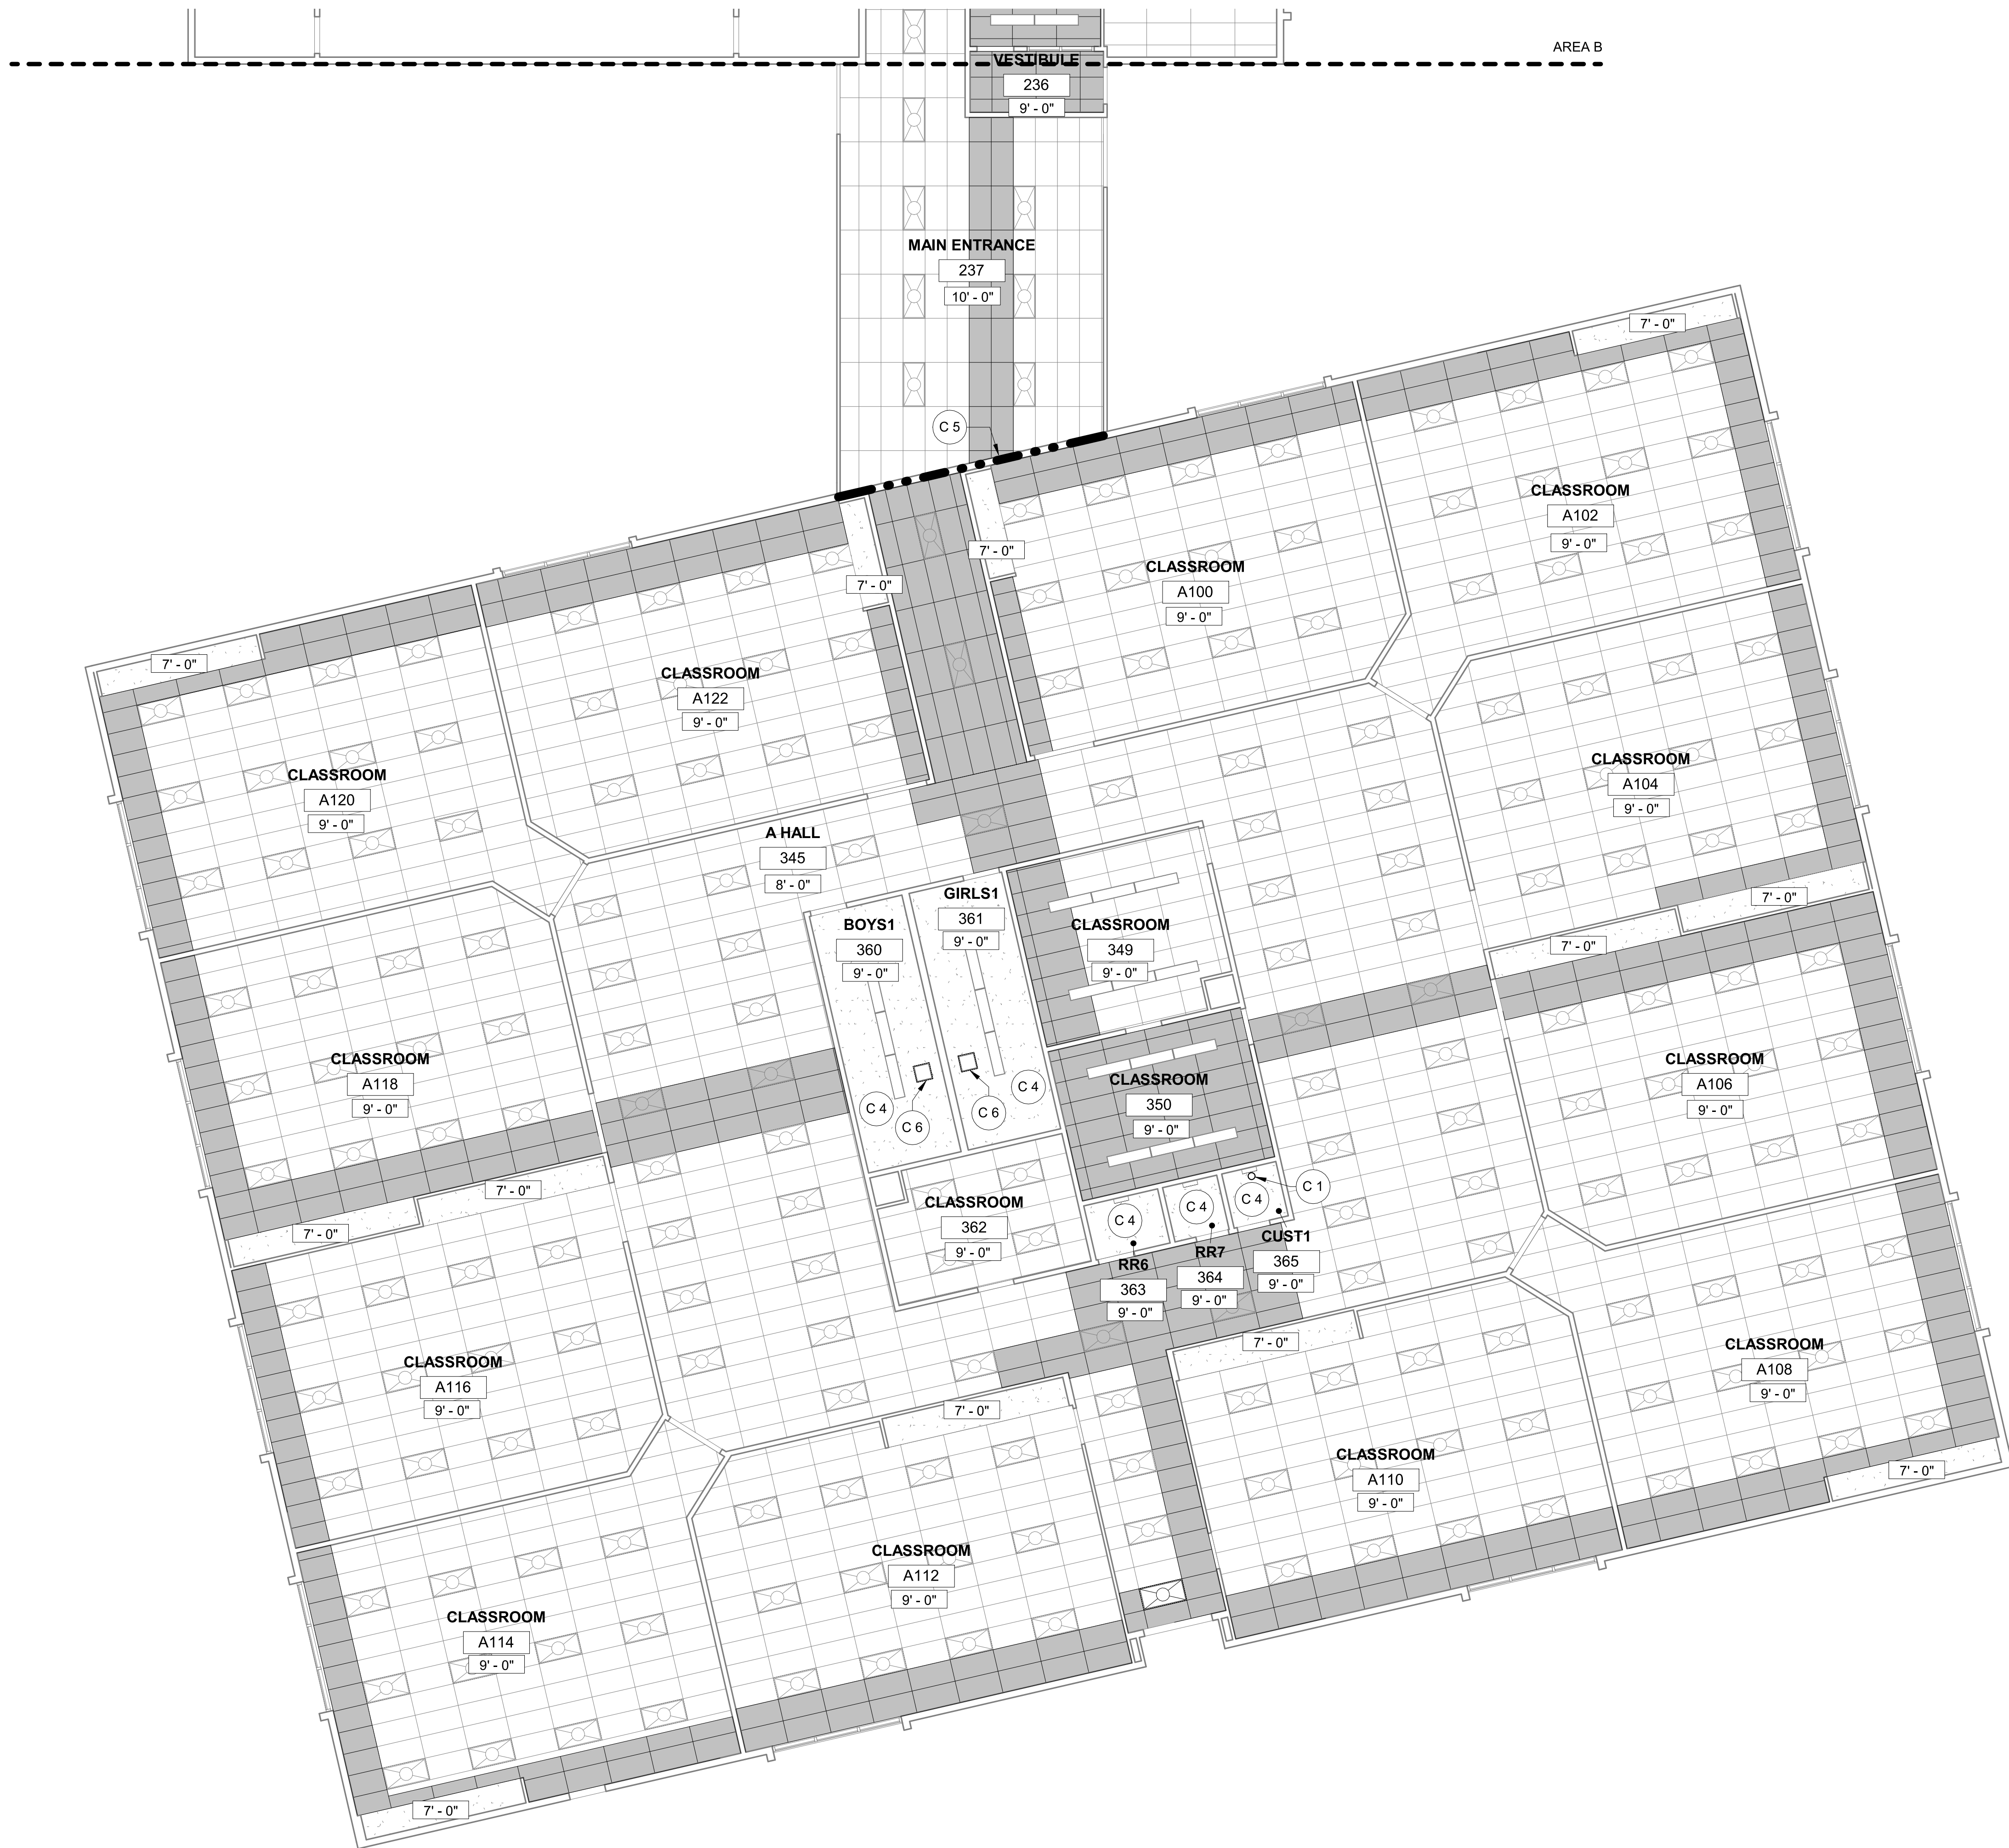 AREA B
VESTIBULE
236
9' - 0"
MAIN ENTRANCE
237
10' - 0"
7' - 0"
C 5
CLASSROOM
A102
9' - 0"
7' - 0"
CLASSROOM
A100
9' - 0"
7' - 0"
7' - 0"
CLASSROOM
A122
9' - 0"
CLASSROOM
A120
9' - 0"
CLASSROOM
A104
9' - 0"
A HALL
345
8' - 0"
7' - 0"
GIRLS1
361
9' - 0"
BOYS1
360
9' - 0"
CLASSROOM
349
9' - 0"
7' - 0"
CLASSROOM
A118
9' - 0"
C 4
C 6
C 6
C 4
CLASSROOM
350
9' - 0"
CLASSROOM
A106
9' - 0"
7' - 0"
7' - 0"
CLASSROOM
362
9' - 0"
C 4
C 4
C 4
C 1
RR6
363
9' - 0"
RR7
364
9' - 0"
CUST1
365
9' - 0"
7' - 0"
CLASSROOM
A116
9' - 0"
7' - 0"
CLASSROOM
A108
9' - 0"
CLASSROOM
A110
9' - 0"
7' - 0"
CLASSROOM
A112
9' - 0"
CLASSROOM
A114
9' - 0"
7' - 0"